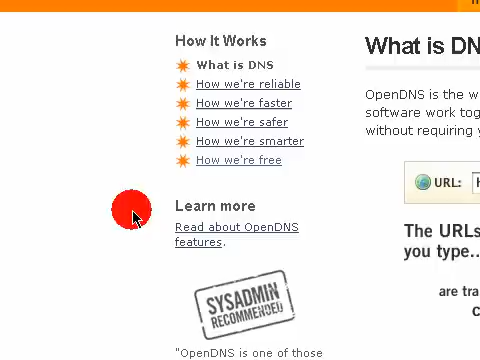 How It Works
What is DNS
How we're reliable
How we're faster
How we're safer
How we're smarter
How we're free
Learn more
Read about OpenDNS
features.
SYSADMIN
RECOMMENDED
"OpenDNS is one of those
What is DN
OpenDNS is the w
software work tog
without requiring
URL:
The URLs
you type...
are tra